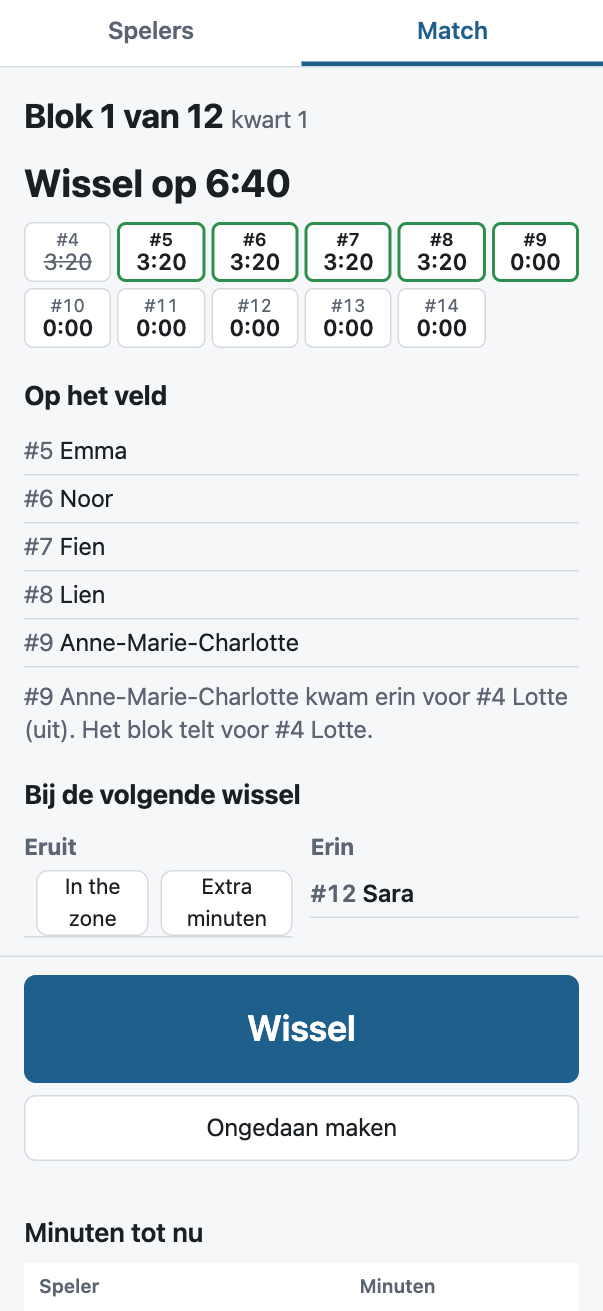 Spelers Match
Blok 1 van 12 kwart 1
Wissel op 6:40
#4 #5 #6 #7 #8 #9
3:20 3:20 3:20 3:20 3:20 0:00
#10 #11 #12 #13 #14
0:00 0:00 0:00 0:00 0:00
Op het veld
#5 Emma
#6 Noor
#7 Fien
#8 Lien
#9 Anne-Marie-Charlotte
#9 Anne-Marie-Charlotte kwam erin voor #4 Lotte
(uit). Het blok telt voor #4 Lotte.
Bij de volgende wissel
Eruit Erin
In the zone
Extra minuten
#12 Sara
Wissel
Ongedaan maken
Minuten tot nu
Speler Minuten